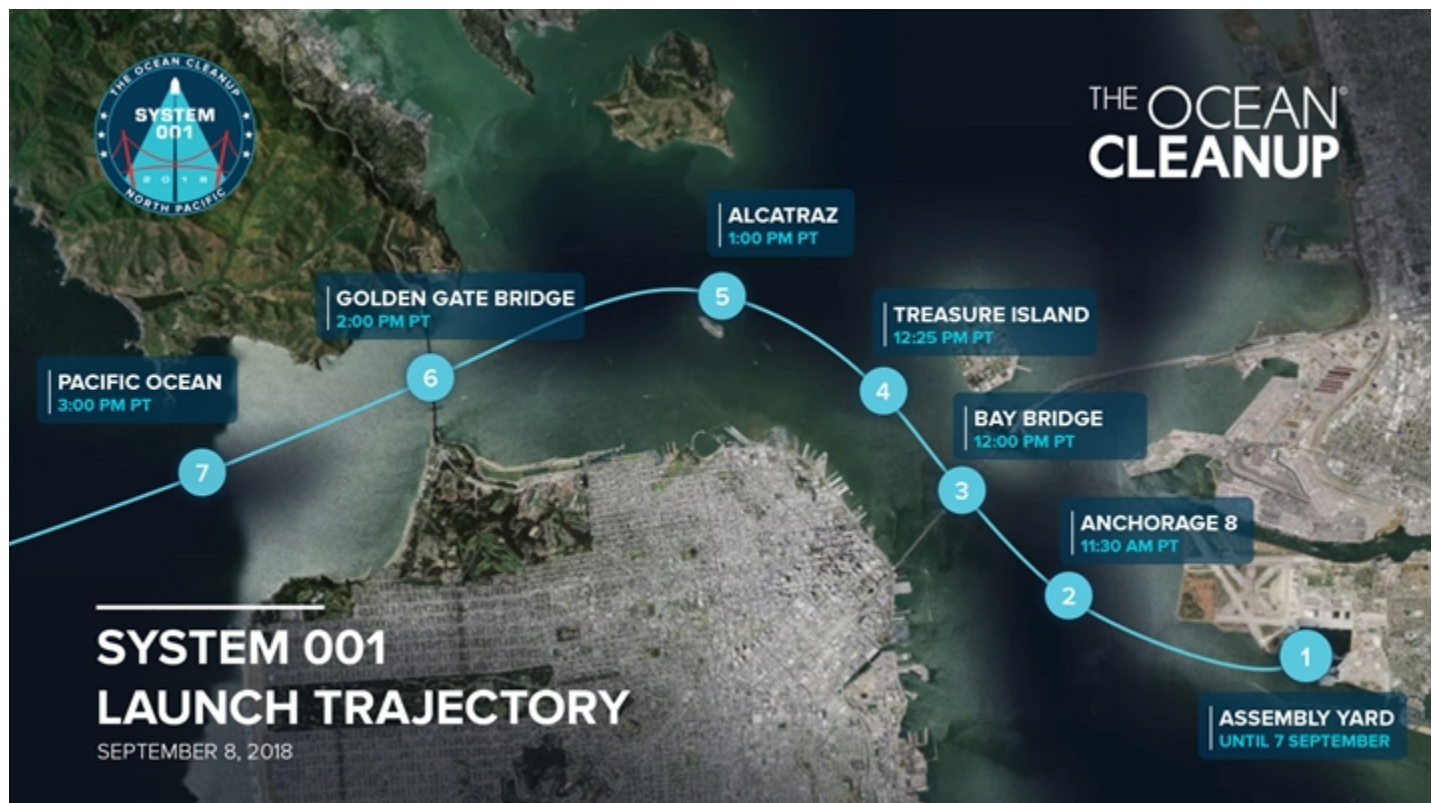 THE OCEAN CLEANUP
SYSTEM
001
2018
NORTH PACIFIC
THE OCEAN
CLEANUP
ALCATRAZ
1:00 PM PT
GOLDEN GATE BRIDGE
2:00 PM PT
TREASURE ISLAND
12:25 PM PT
PACIFIC OCEAN
3:00 PM PT
BAY BRIDGE
12:00 PM PT
ANCHORAGE 8
11:30 AM PT
5
6
4
7
3
2
1
SYSTEM 001
LAUNCH TRAJECTORY
SEPTEMBER 8, 2018
ASSEMBLY YARD
UNTIL 7 SEPTEMBER